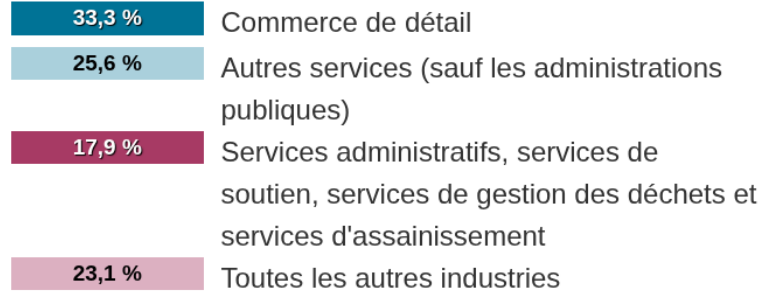 33,3 % Commerce de détail
25,6 % Autres services (sauf les administrations
publiques)
17,9 % Services administratifs, services de
soutien, services de gestion des déchets et
services d'assainissement
23,1 % Toutes les autres industries